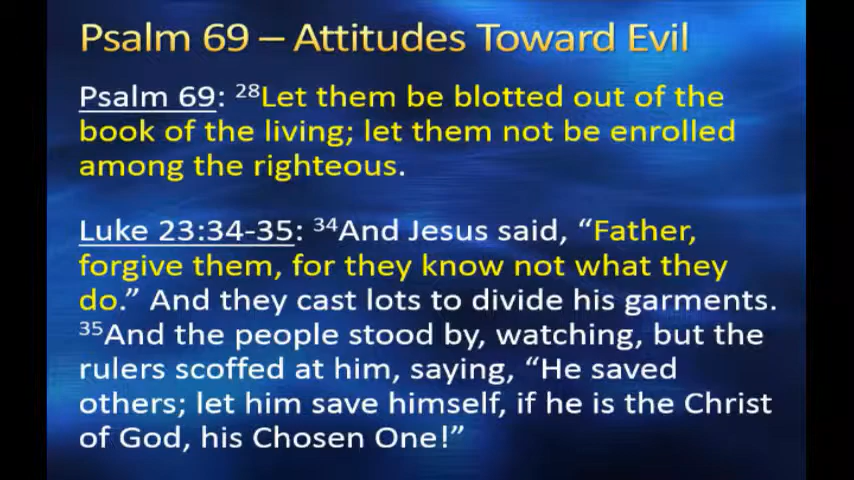 Psalm 69 – Attitudes Toward Evil
Psalm 69: ²⁸Let them be blotted out of the
book of the living; let them not be enrolled
among the righteous.
Luke 23:34-35: ³⁴And Jesus said, “Father,
forgive them, for they know not what they
do.” And they cast lots to divide his garments.
³⁵And the people stood by, watching, but the
rulers scoffed at him, saying, “He saved
others; let him save himself, if he is the Christ
of God, his Chosen One!”